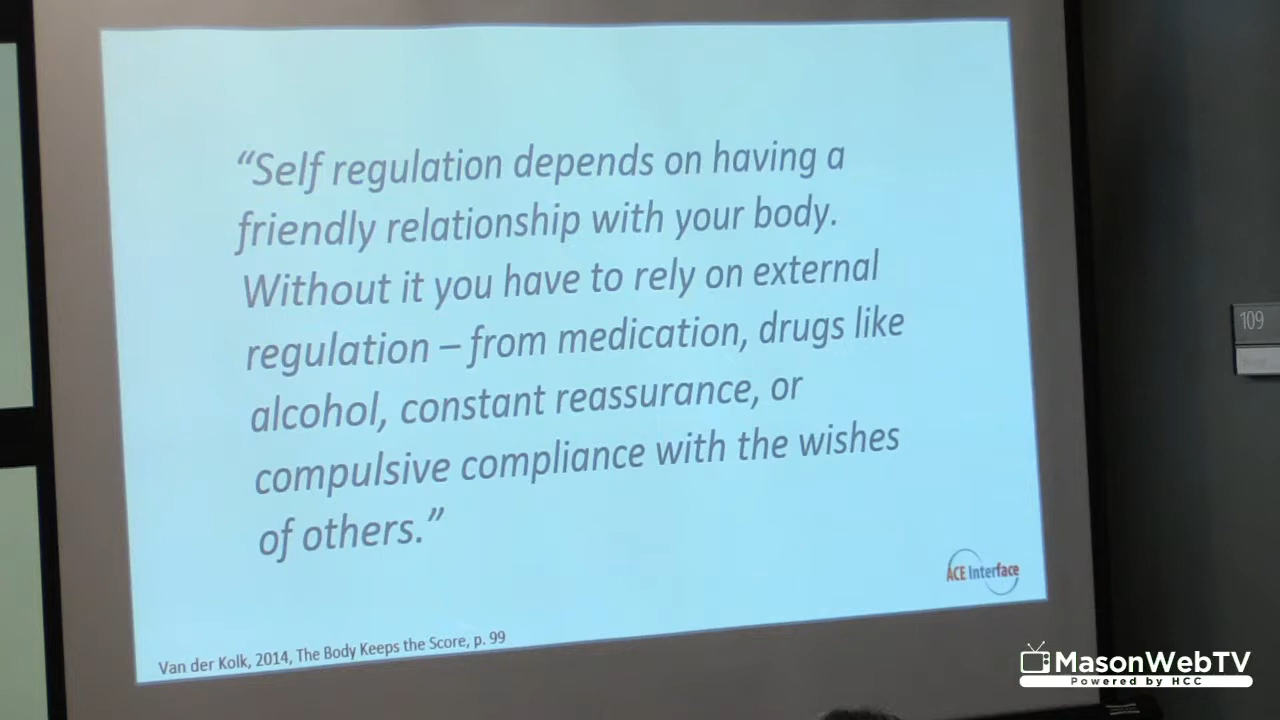 “Self regulation depends on having a
friendly relationship with your body.
Without it you have to rely on external
regulation – from medication, drugs like
alcohol, constant reassurance, or
compulsive compliance with the wishes
of others.”
ACE Interface
Van der Kolk, 2014, The Body Keeps the Score, p. 99
109
MasonWebTV
Powered by HCC